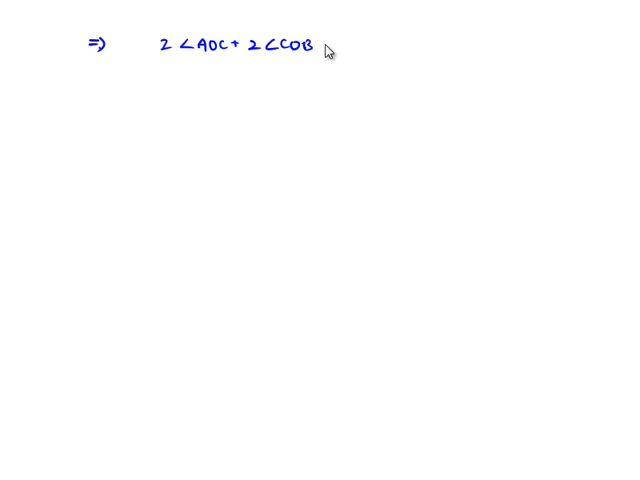 =) 2 ∠AOC + 2 ∠COB